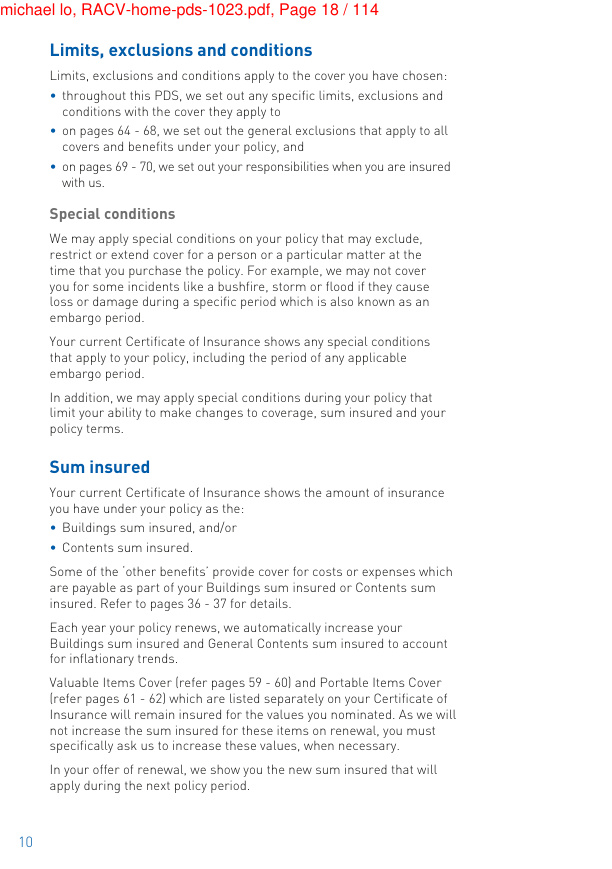 michael lo, RACV-home-pds-1023.pdf, Page 18 / 114
Limits, exclusions and conditions
Limits, exclusions and conditions apply to the cover you have chosen:
• throughout this PDS, we set out any specific limits, exclusions and
conditions with the cover they apply to
• on pages 64 - 68, we set out the general exclusions that apply to all
covers and benefits under your policy, and
• on pages 69 - 70, we set out your responsibilities when you are insured
with us.
Special conditions
We may apply special conditions on your policy that may exclude,
restrict or extend cover for a person or a particular matter at the
time that you purchase the policy. For example, we may not cover
you for some incidents like a bushfire, storm or flood if they cause
loss or damage during a specific period which is also known as an
embargo period.
Your current Certificate of Insurance shows any special conditions
that apply to your policy, including the period of any applicable
embargo period.
In addition, we may apply special conditions during your policy that
limit your ability to make changes to coverage, sum insured and your
policy terms.
Sum insured
Your current Certificate of Insurance shows the amount of insurance
you have under your policy as the:
• Buildings sum insured, and/or
• Contents sum insured.
Some of the ‘other benefits’ provide cover for costs or expenses which
are payable as part of your Buildings sum insured or Contents sum
insured. Refer to pages 36 - 37 for details.
Each year your policy renews, we automatically increase your
Buildings sum insured and General Contents sum insured to account
for inflationary trends.
Valuable Items Cover (refer pages 59 - 60) and Portable Items Cover
(refer pages 61 - 62) which are listed separately on your Certificate of
Insurance will remain insured for the values you nominated. As we will
not increase the sum insured for these items on renewal, you must
specifically ask us to increase these values, when necessary.
In your offer of renewal, we show you the new sum insured that will
apply during the next policy period.
10